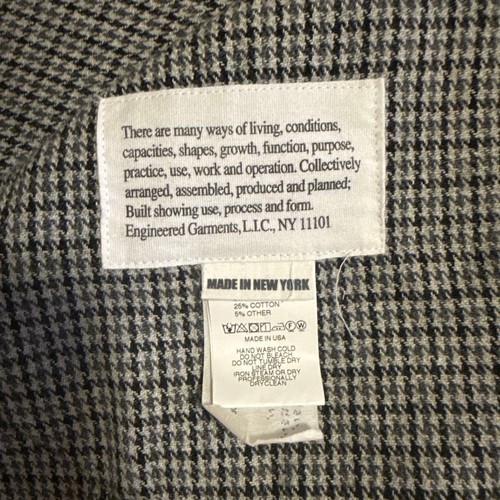 There are many ways of living, conditions,
capacities, shapes, growth, function, purpose,
practice, use, work and operation. Collectively
arranged, assembled, produced and planned;
Built showing use, process and form.
Engineered Garments, L.I.C., NY 11101
MADE IN NEW YORK
25% COTTON
5% OTHER
MADE IN USA
HAND WASH COLD
DO NOT BLEACH
DO NOT TUMBLE DRY
LINE DRY
IRON STEAM OR DRY
PROFESSIONALLY
DRYCLEAN